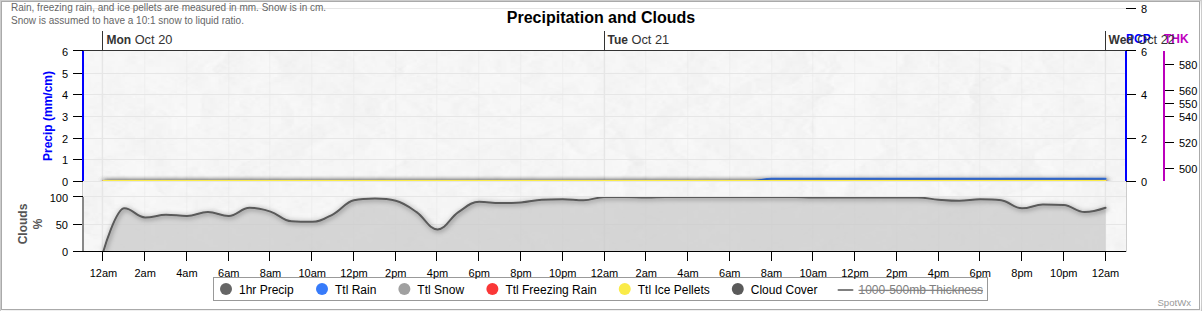 Rain, freezing rain, and ice pellets are measured in mm. Snow is in cm.
Snow is assumed to have a 10:1 snow to liquid ratio.
Precipitation and Clouds
Mon Oct 20
Tue Oct 21
Wed Oct 22
PCP
THK
Precip (mm/cm)
6
5
4
3
2
1
0
8
6
4
2
0
580
560
550
540
520
500
Clouds
%
100
50
0
12am 2am 4am 6am 8am 10am 12pm 2pm 4pm 6pm 8pm 10pm 12am 2am 4am 6am 8am 10am 12pm 2pm 4pm 6pm 8pm 10pm 12am
1hr Precip Ttl Rain Ttl Snow Ttl Freezing Rain Ttl Ice Pellets Cloud Cover 1000-500mb Thickness
SpotWx